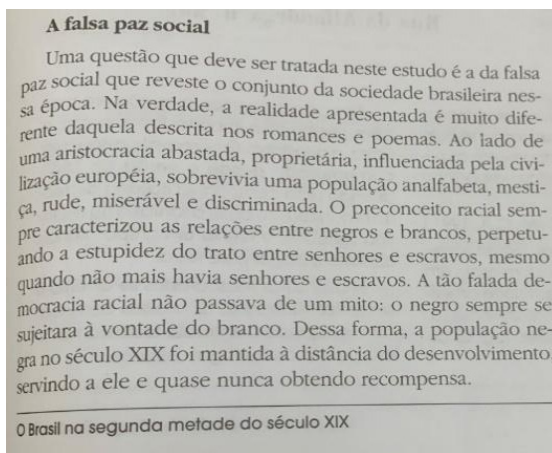 A falsa paz social
Uma questão que deve ser tratada neste estudo é a da falsa
paz social que reveste o conjunto da sociedade brasileira nes-
sa época. Na verdade, a realidade apresentada é muito dife-
rente daquela descrita nos romances e poemas. Ao lado de
uma aristocracia abastada, proprietária, influenciada pela civi-
lização européia, sobrevivia uma população analfabeta, mesti-
ça, rude, miserável e discriminada. O preconceito racial sem-
pre caracterizou as relações entre negros e brancos, perpetu-
ando a estupidez do trato entre senhores e escravos, mesmo
quando não mais havia senhores e escravos. A tão falada de-
mocracia racial não passava de um mito: o negro sempre se
sujeitara à vontade do branco. Dessa forma, a população ne-
gra no século XIX foi mantida à distância do desenvolvimento
servindo a ele e quase nunca obtendo recompensa.
O Brasil na segunda metade do século XIX